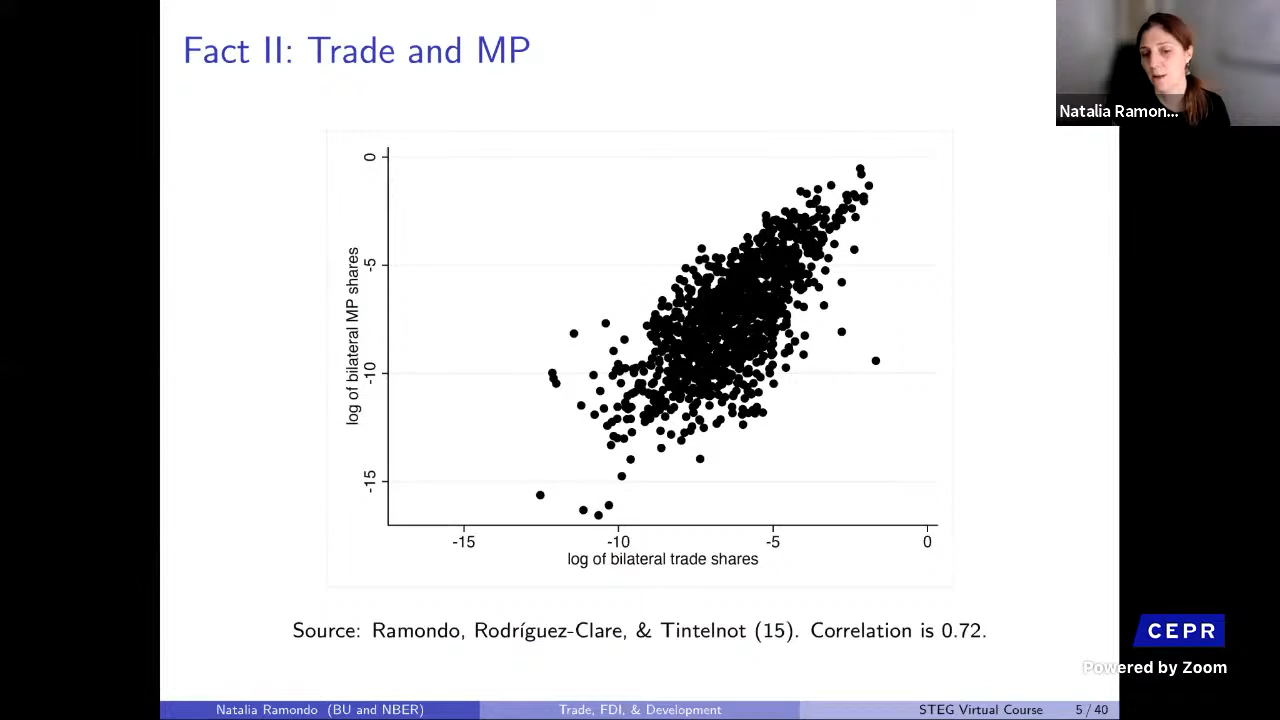 Fact II: Trade and MP
Natalia Ramon...
0
-5
-10
-15
log of bilateral MP shares
-15
-10
-5
0
log of bilateral trade shares
Source: Ramondo, Rodríguez-Clare, & Tintelnot (15). Correlation is 0.72.
CEPR
Powered by Zoom
Natalia Ramondo (BU and NBER)
Trade, FDI, & Development
STEG Virtual Course
5 / 40